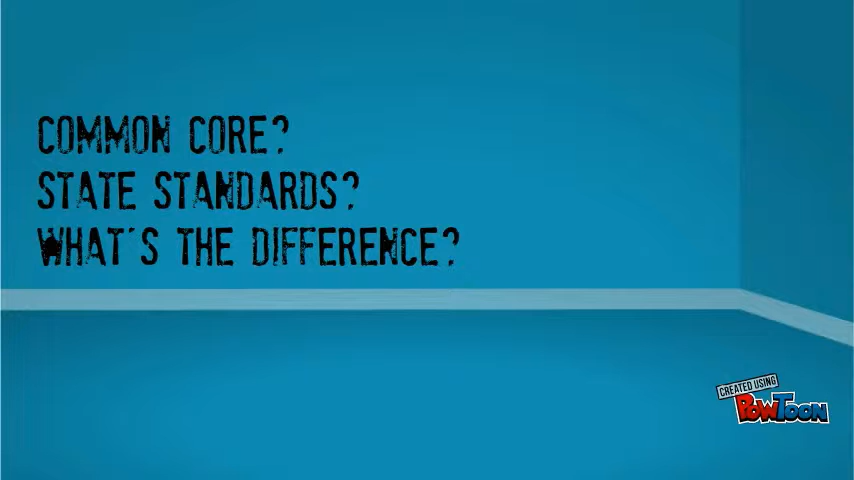 COMMON CORE?
STATE STANDARDS?
WHAT'S THE DIFFERENCE?
CREATED USING
POWTOON